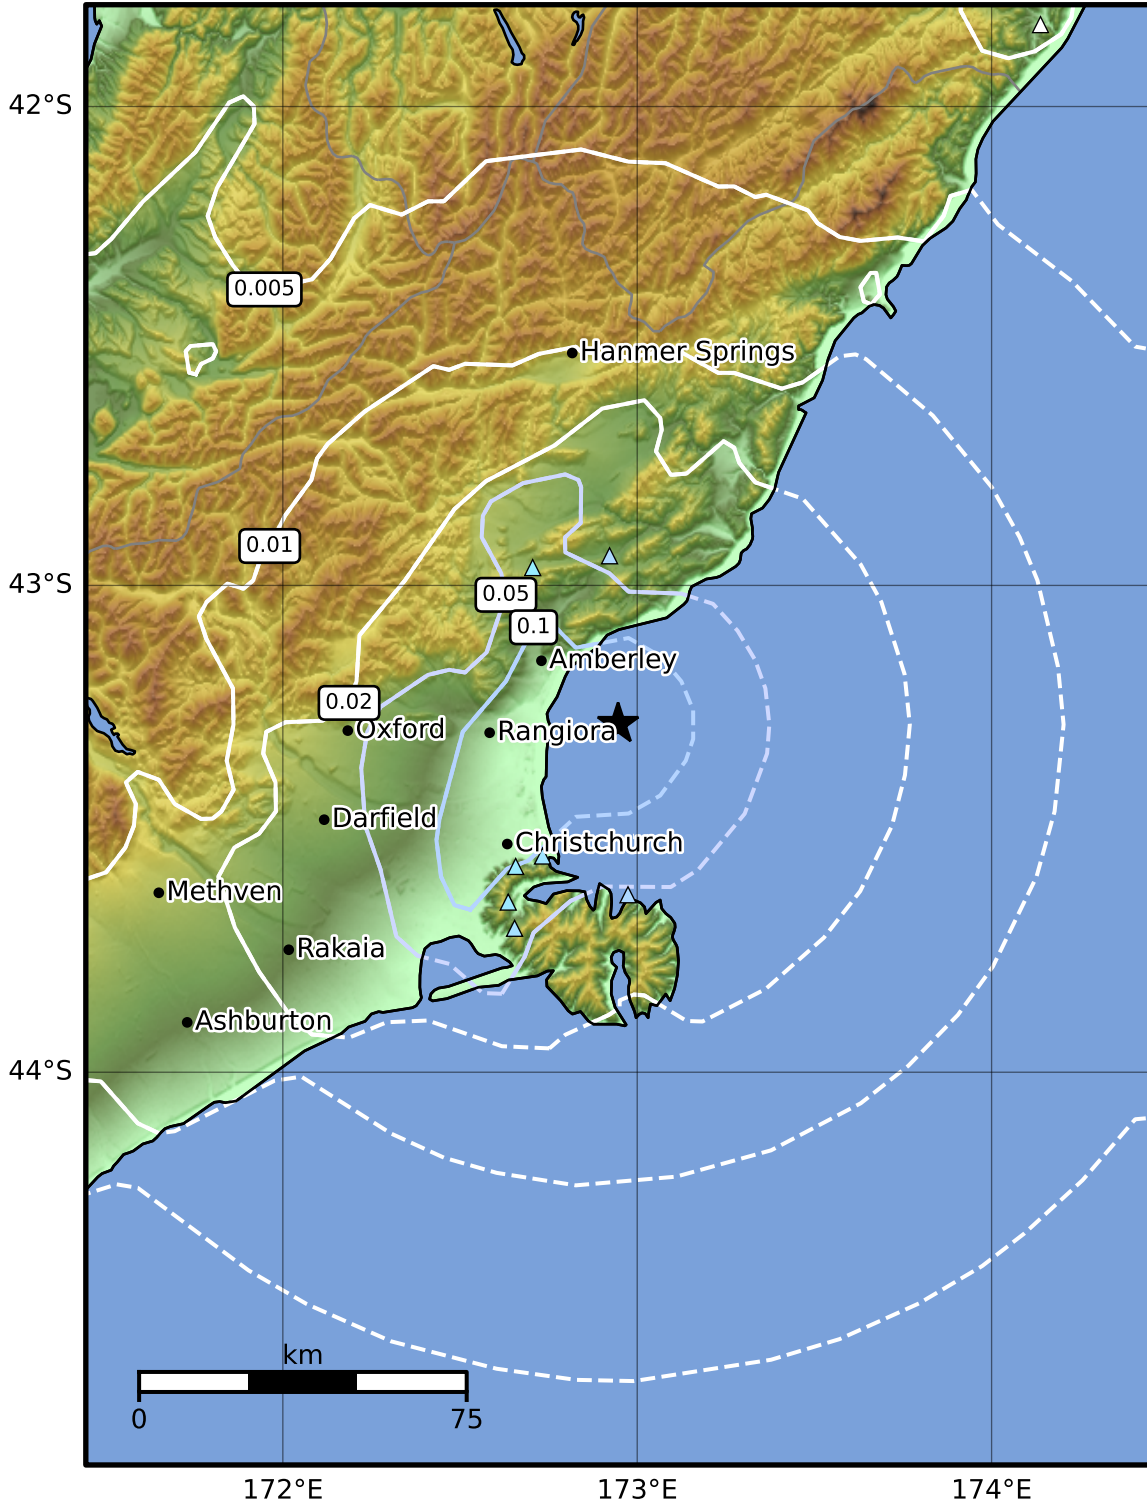 42°S
0.005
Hanmer Springs
0.01
43°S
0.05
0.1
Amberley
0.02
Oxford
Rangiora
Darfield
Christchurch
Methven
Rakaia
Ashburton
44°S
km
0 75
172°E 173°E 174°E